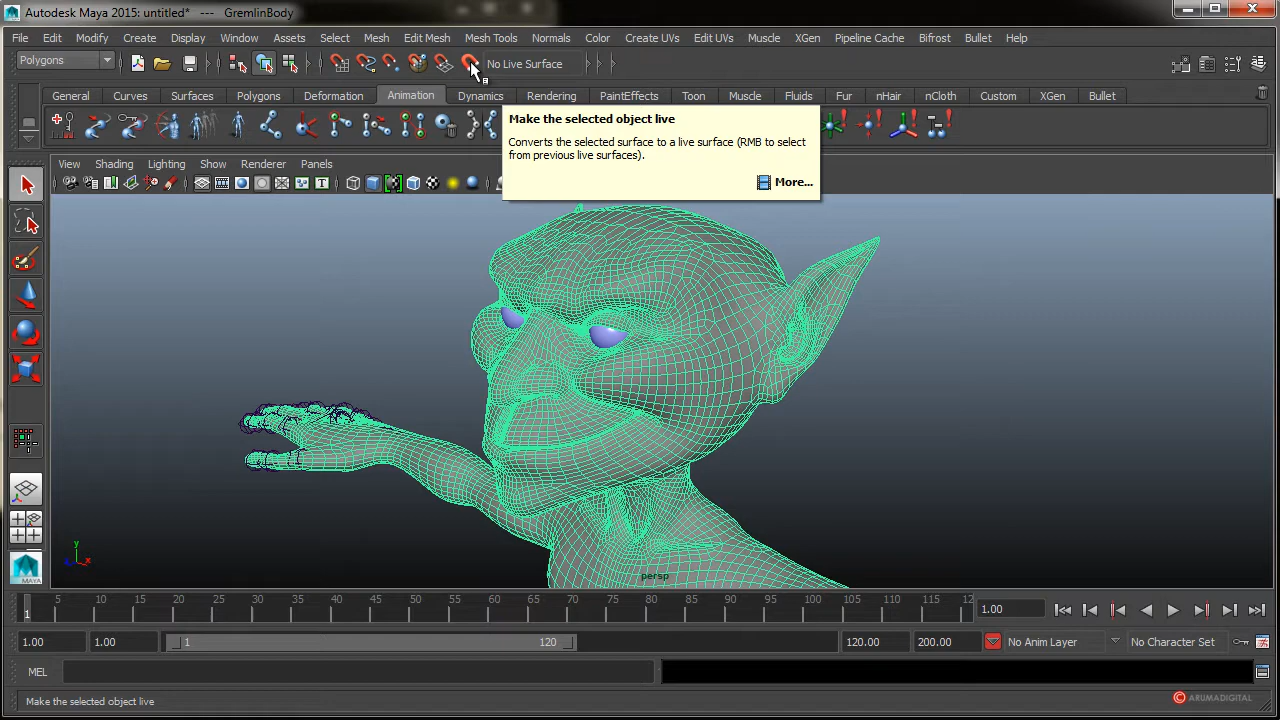 Autodesk Maya 2015: untitled* --- GremlinBody
File Edit Modify Create Display Window Assets Select Mesh Edit Mesh Mesh Tools Normals Color Create UVs Edit UVs Muscle XGen Pipeline Cache Bifrost Muscle Help
Polygons
No Live Surface
General Curves Surfaces Polygons Deformation Animation Dynamics Rendering PaintEffects Toon Muscle Fluids Fur nHair nCloth Custom XGen Bullet
Make the selected object live
Converts the selected surface to a live surface (RMB to select
from previous live surfaces).
More...
View Shading Lighting Show Renderer Panels
T
y
x
persp
MAYA
1 5 10 15 20 25 30 35 40 45 50 55 60 65 70 75 80 85 90 95 100 105 110 115 12
1.00
1.00 1.00 1 120 120.00 200.00 No Anim Layer No Character Set
MEL
Make the selected object live
© ARUMADIGITAL